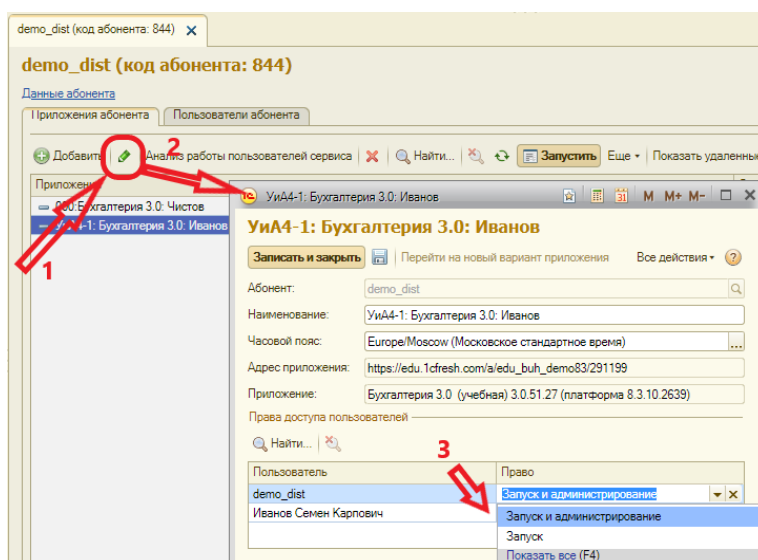 demo_dist (код абонента: 844)
demo_dist (код абонента: 844)
Данные абонента
Приложения абонента Пользователи абонента
Добавить Анализ работы пользователей сервиса Найти... Запустить Еще Показать удаленны
2
Приложение
000:Бухгалтерия 3.0: Чистов
1: Бухгалтерия 3.0: Иванов
1
УиА4-1: Бухгалтерия 3.0: Иванов M M+ M-
УиА4-1: Бухгалтерия 3.0: Иванов
Записать и закрыть Перейти на новый вариант приложения Все действия ?
Абонент: demo_dist
Наименование: УиА4-1: Бухгалтерия 3.0: Иванов
Часовой пояс: Europe/Moscow (Московское стандартное время) ...
Адрес приложения: https://edu.1cfresh.com/a/edu_buh_demo83/291199
Приложение: Бухгалтерия 3.0 (учебная) 3.0.51.27 (платформа 8.3.10.2639)
Права доступа пользователей
Найти...
3
Пользователь Право
demo_dist Запуск и администрирование
Иванов Семен Карпович Запуск и администрирование
Запуск
Показать все (F4)